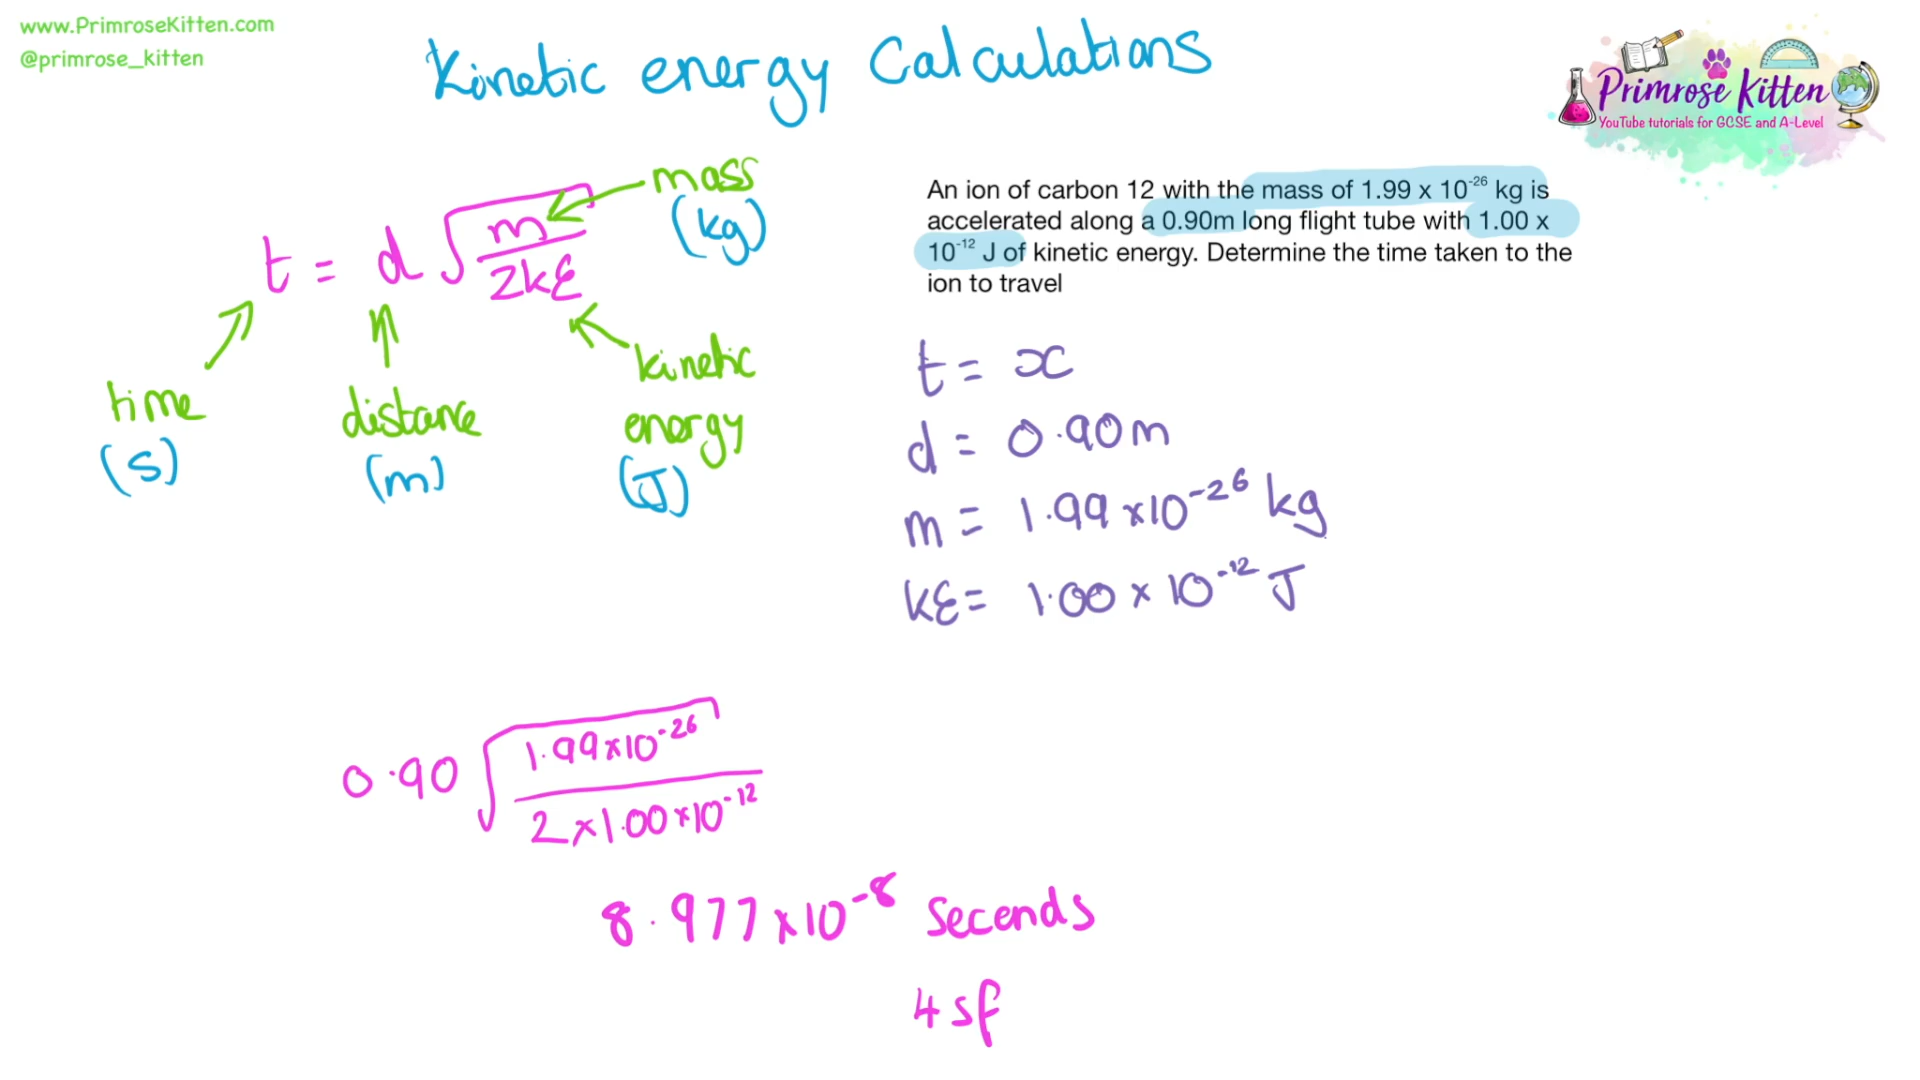 www.PrimroseKitten.com
@primrose_kitten
Kinetic energy Calculations
Primrose Kitten
YouTube tutorials for GCSE and A-Level
t = d √(m/2kE)
mass
(kg)
time
(s)
distance
(m)
kinetic
energy
(J)
An ion of carbon 12 with the mass of 1.99 x 10⁻²⁶ kg is
accelerated along a 0.90m long flight tube with 1.00 x
10⁻¹² J of kinetic energy. Determine the time taken to the
ion to travel
t = x
d = 0.90m
m = 1.99 x10⁻²⁶ kg
kE = 1.00 x 10⁻¹² J
0.90 √(1.99x10⁻²⁶/2x1.00x10⁻¹²)
8.977x10⁻⁸ Seconds
4 sf